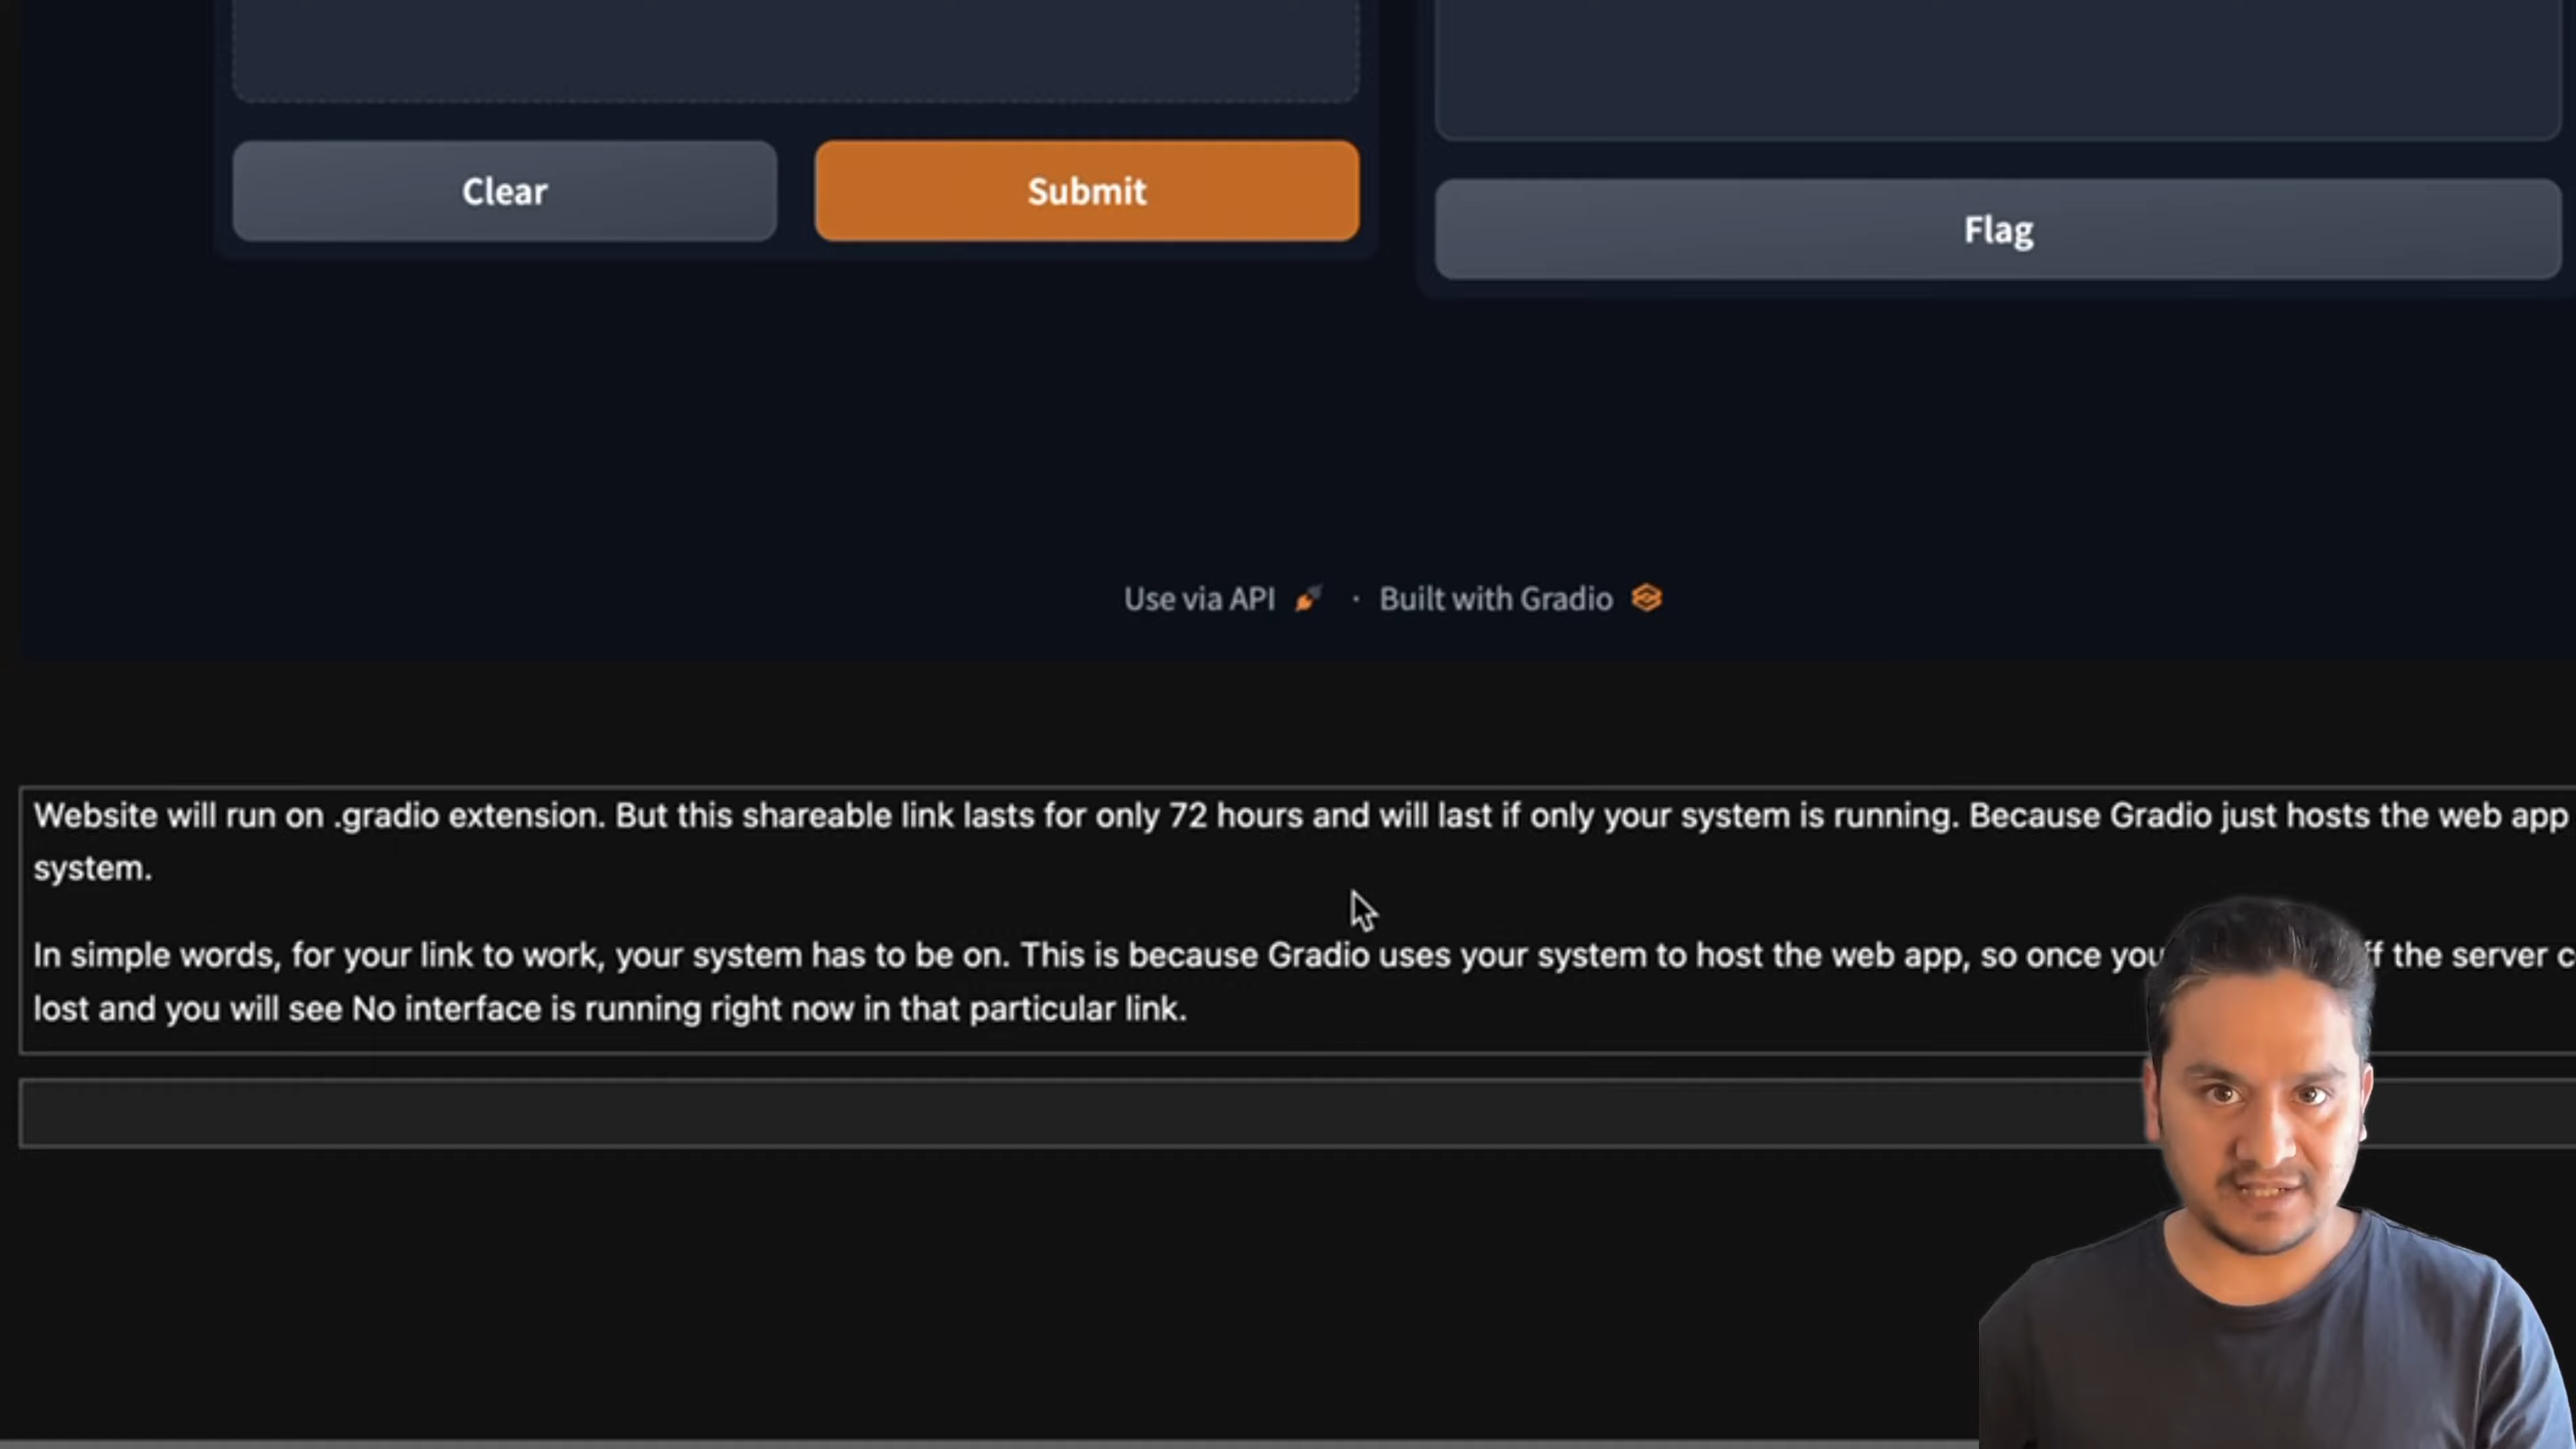 Clear
Submit
Flag
Use via API · Built with Gradio
Website will run on .gradio extension. But this shareable link lasts for only 72 hours and will last if only your system is running. Because Gradio just hosts the web app
system.
In simple words, for your link to work, your system has to be on. This is because Gradio uses your system to host the web app, so once you the server
lost and you will see No interface is running right now in that particular link.